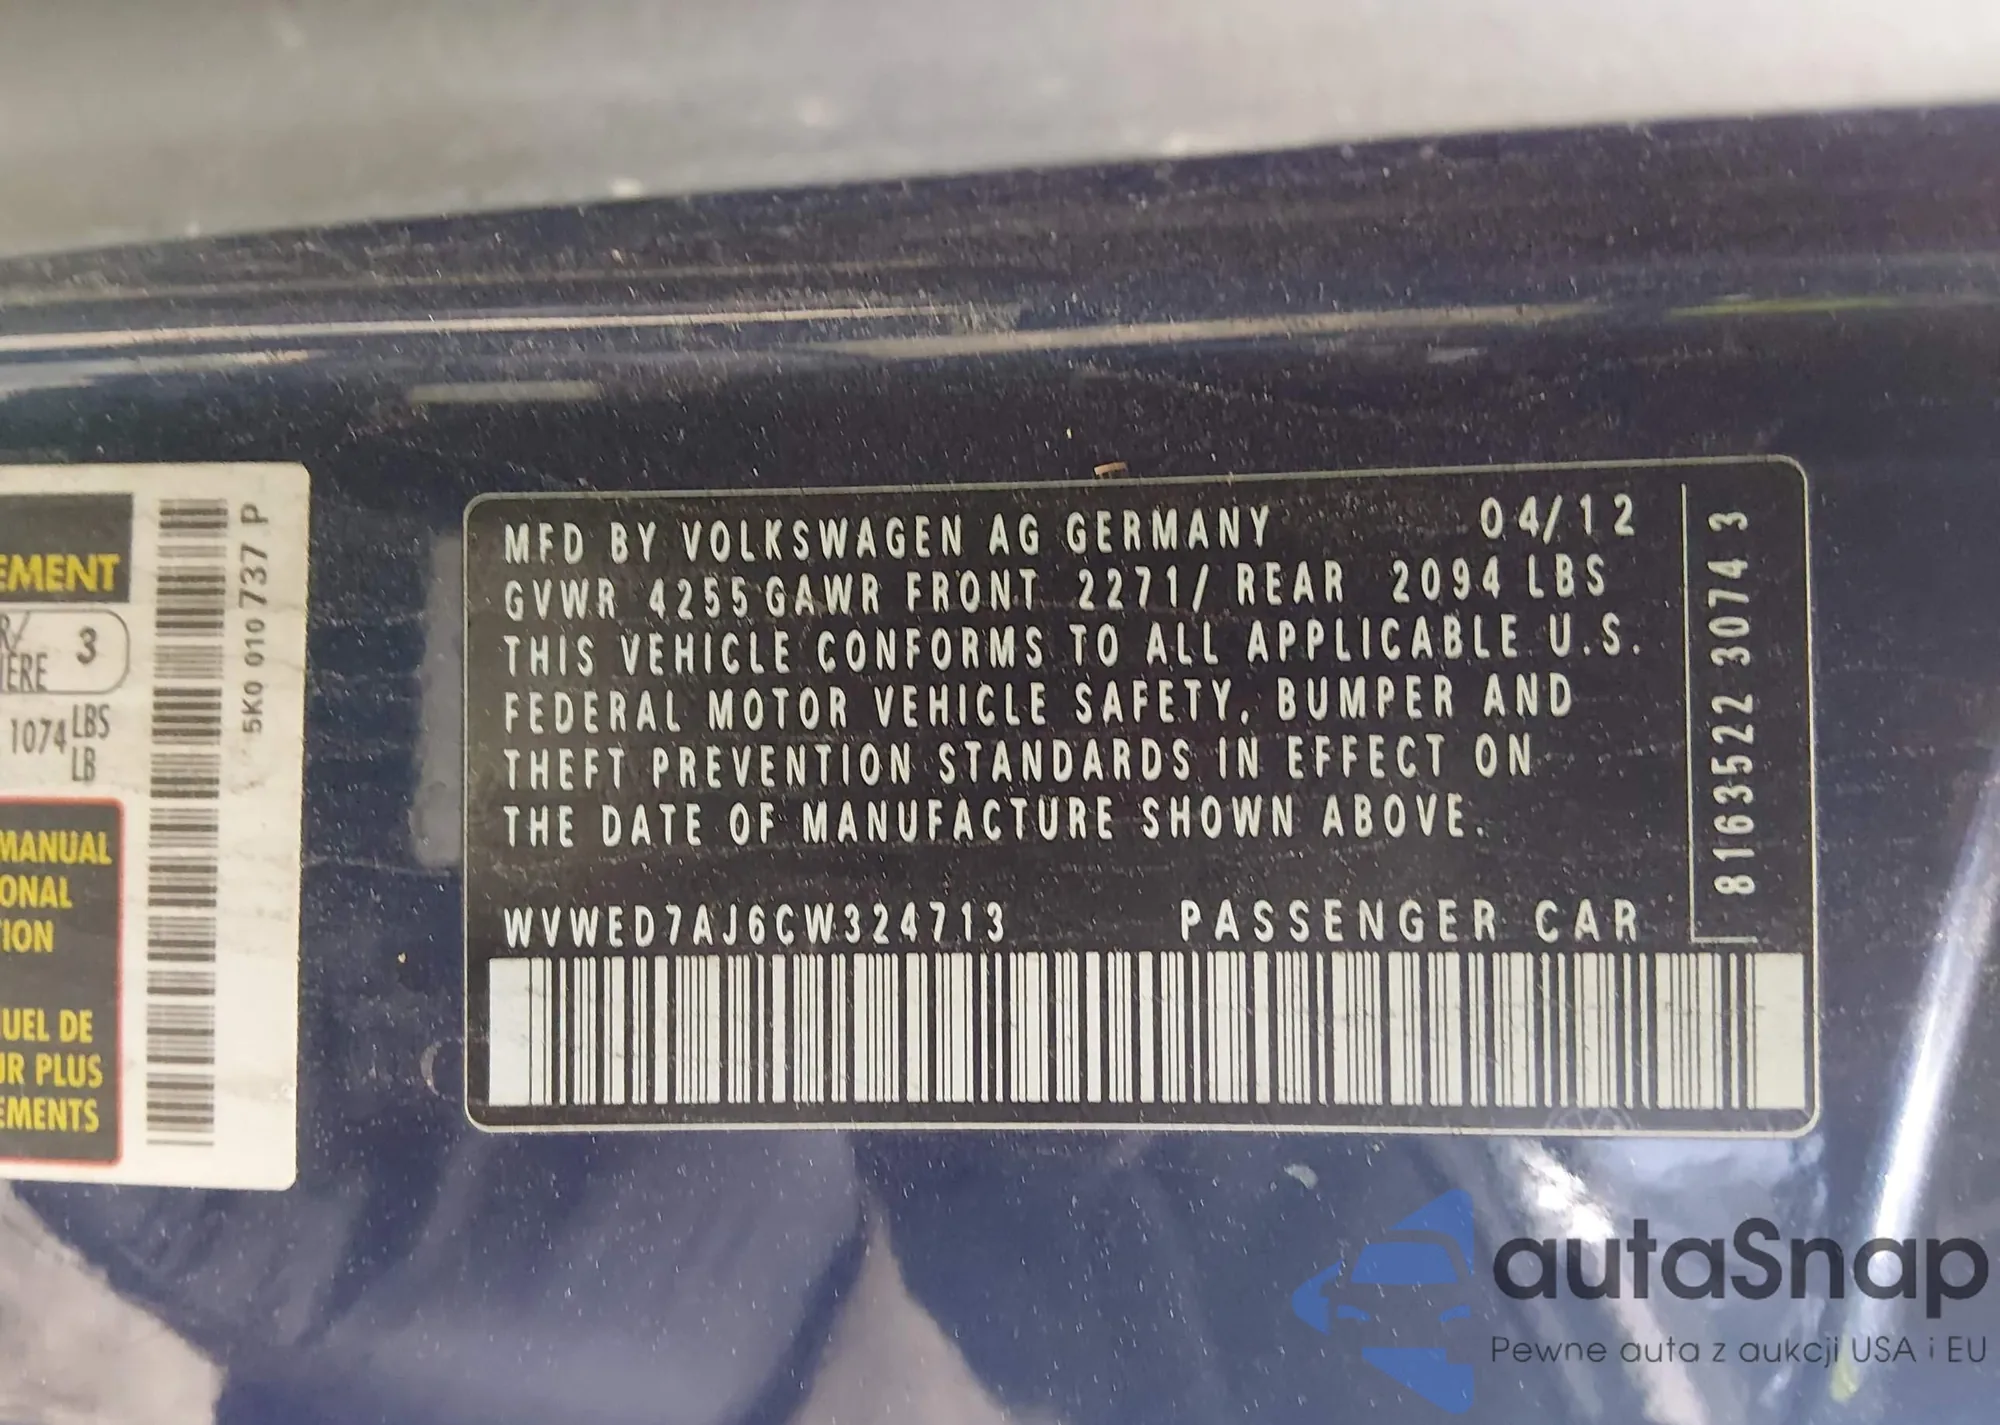 EMENT
R/
IÈRE
3
1074 LBS
LB
MANUAL
ONAL
ION
UEL DE
UR PLUS
EMENTS
5K0 010 737 P
MFD BY VOLKSWAGEN AG GERMANY 04/12
GVWR 4255 GAWR FRONT 2271/ REAR 2094 LBS
THIS VEHICLE CONFORMS TO ALL APPLICABLE U.S.
FEDERAL MOTOR VEHICLE SAFETY, BUMPER AND
THEFT PREVENTION STANDARDS IN EFFECT ON
THE DATE OF MANUFACTURE SHOWN ABOVE.
WVWED7AJ6CW324713 PASSENGER CAR
8163522 3074 3
autaSnap
Pewne auta z aukcji USA i EU